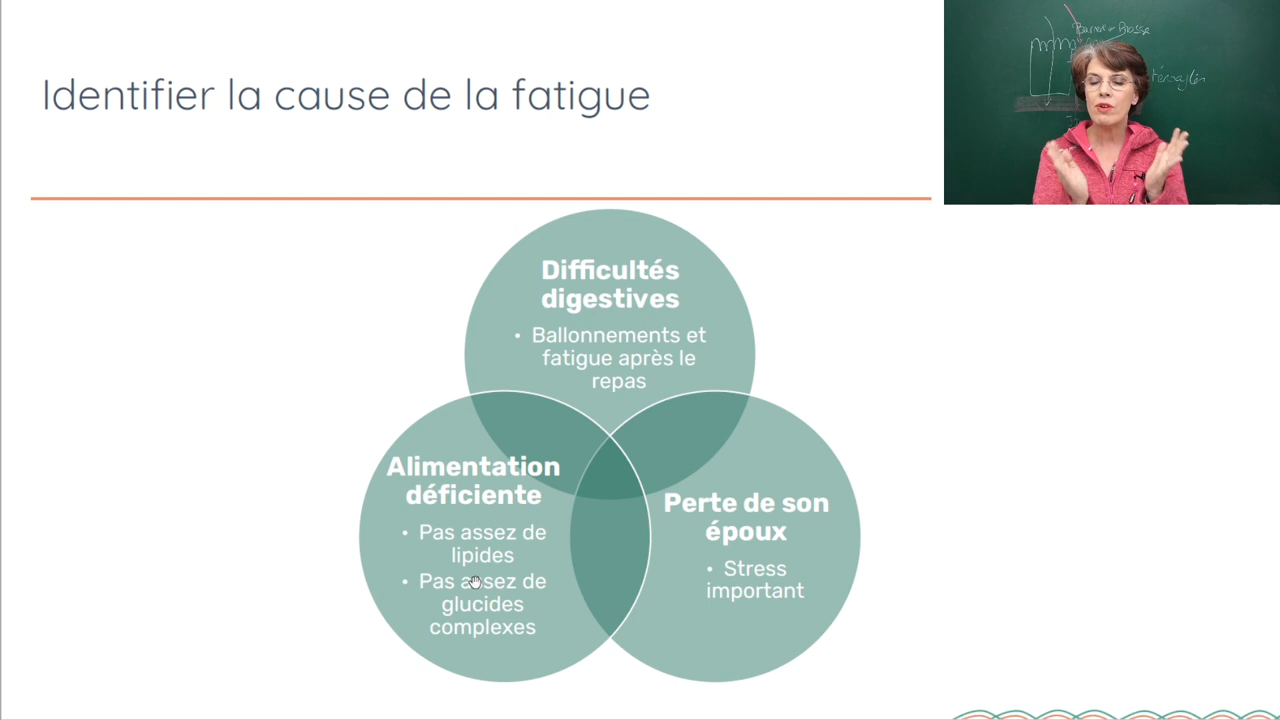 Identifier la cause de la fatigue
Difficultés
digestives
• Ballonnements et
fatigue après le
repas
Alimentation
déficiente
• Pas assez de
lipides
• Pas assez de
glucides
complexes
Perte de son
époux
• Stress
important